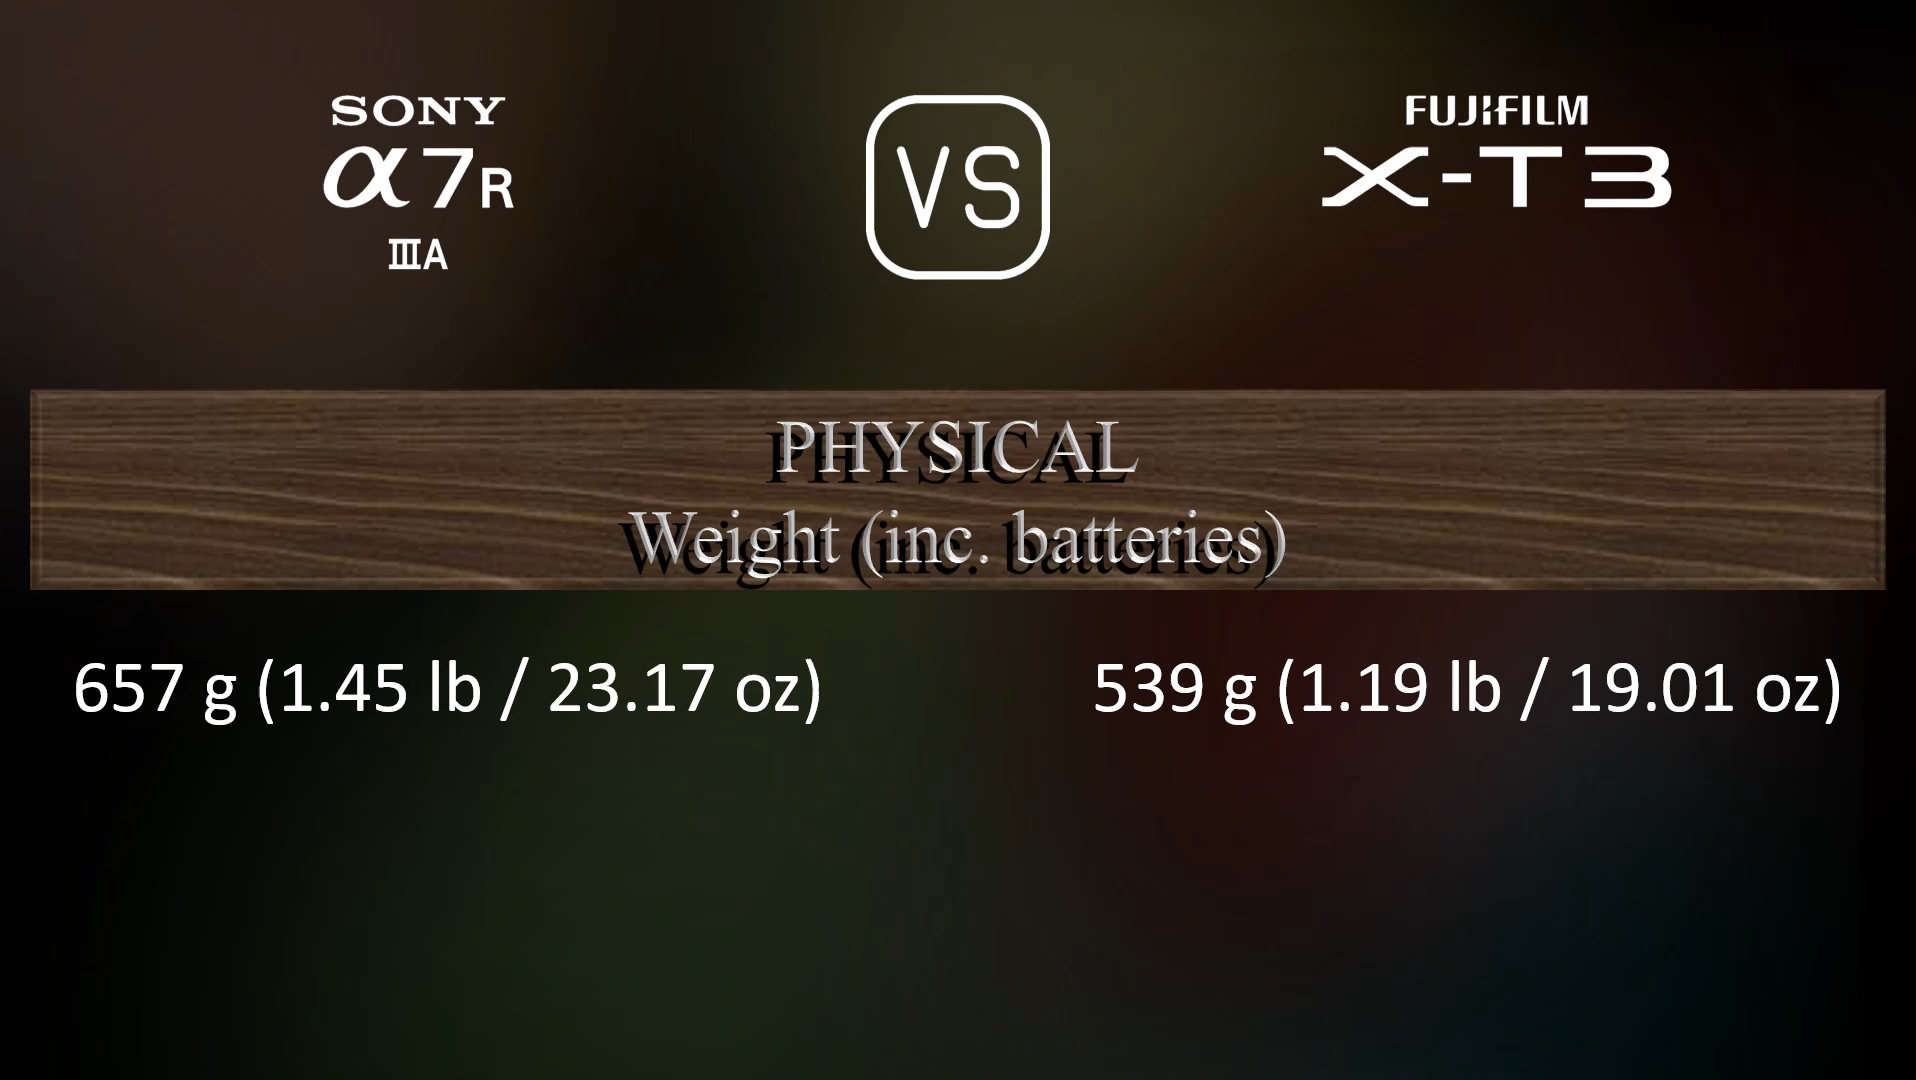 SONY
α7R
IIIA
VS
FUJIFILM
X-T3
PHYSICAL
Weight (inc. batteries)
657 g (1.45 lb / 23.17 oz)
539 g (1.19 lb / 19.01 oz)